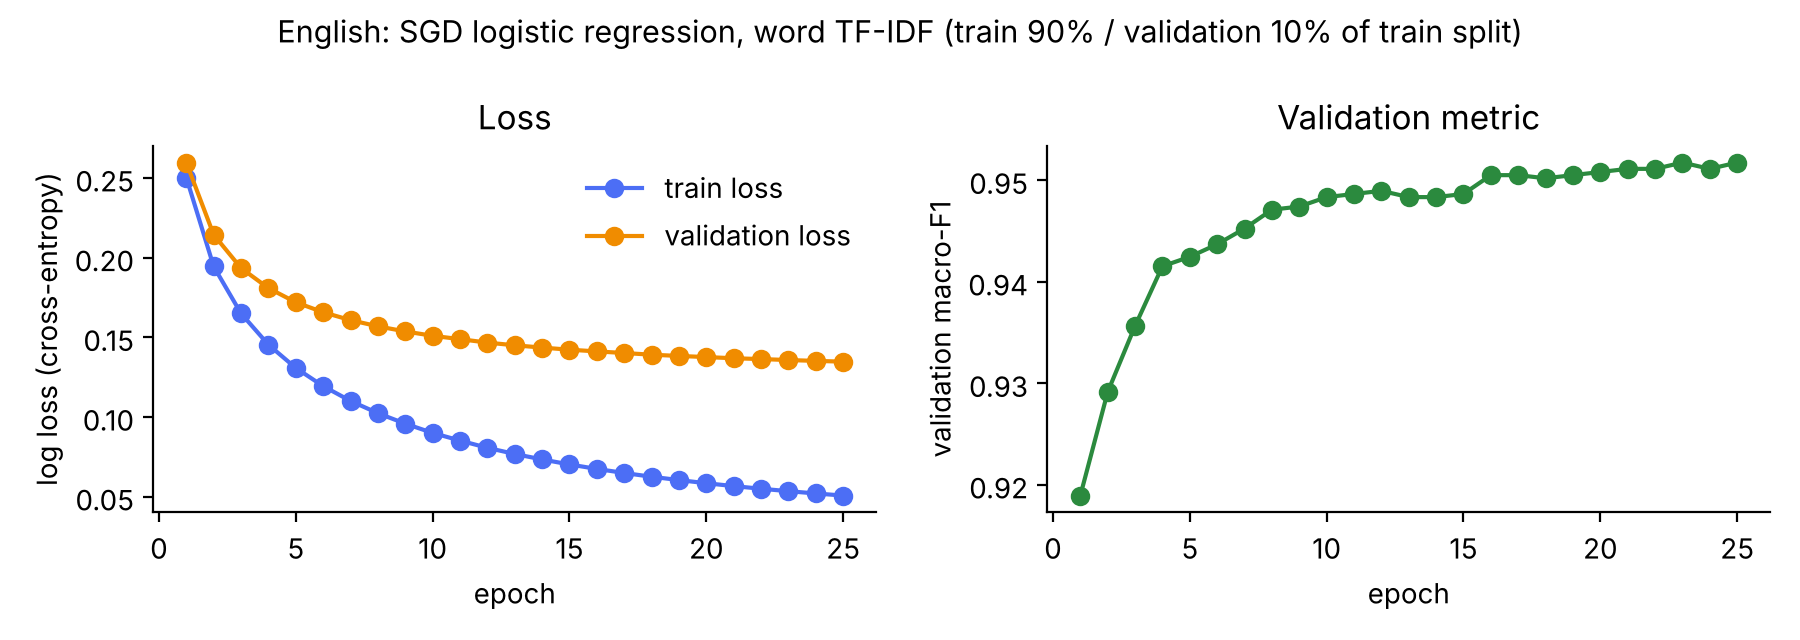 English: SGD logistic regression, word TF-IDF (train 90% / validation 10% of train split)
Loss
log loss (cross-entropy)
0.25
0.20
0.15
0.10
0.05
train loss
validation loss
0
5
10
15
20
25
epoch
Validation metric
validation macro-F1
0.95
0.94
0.93
0.92
0
5
10
15
20
25
epoch